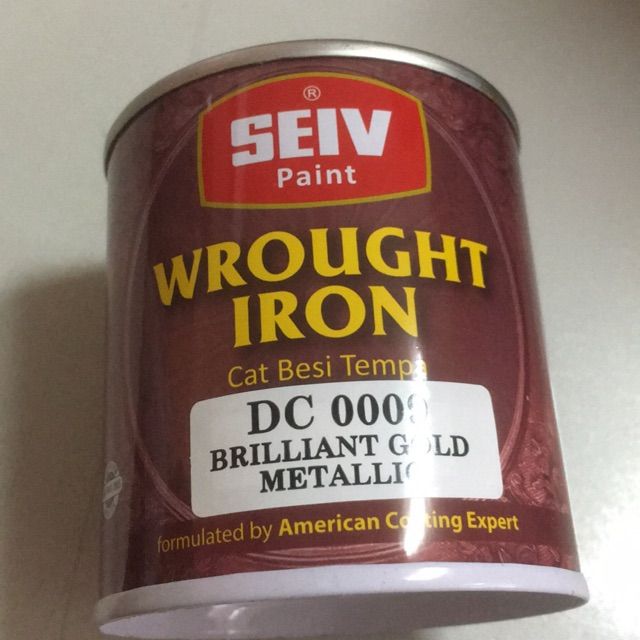 ®
SEIV
Paint
WROUGHT
IRON
Cat Besi Tempa
DC 0009
BRILLIANT GOLD
METALLIC
formulated by American Coating Expert